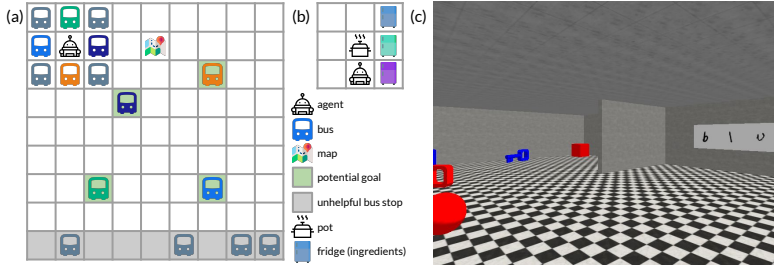 (a)
(b)
(c)
agent
bus
map
potential goal
unhelpful bus stop
pot
fridge (ingredients)
b l